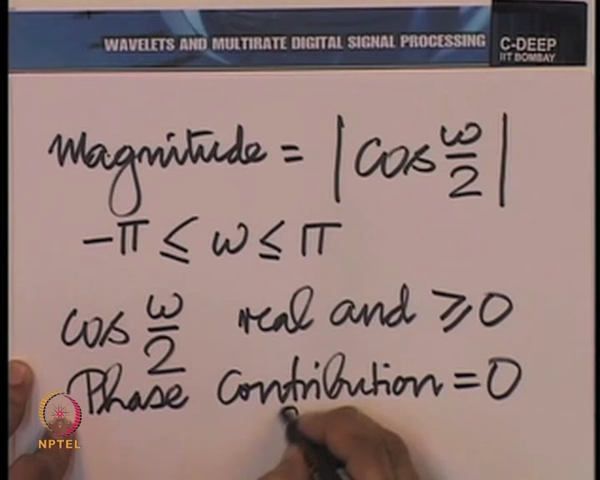 WAVELETS AND MULTIRATE DIGITAL SIGNAL PROCESSING
C-DEEP
IIT BOMBAY
Magnitude = |cos ω/2|
-π ≤ ω ≤ π
cos ω/2 real and ≥ 0
Phase contribution = 0
NPTEL